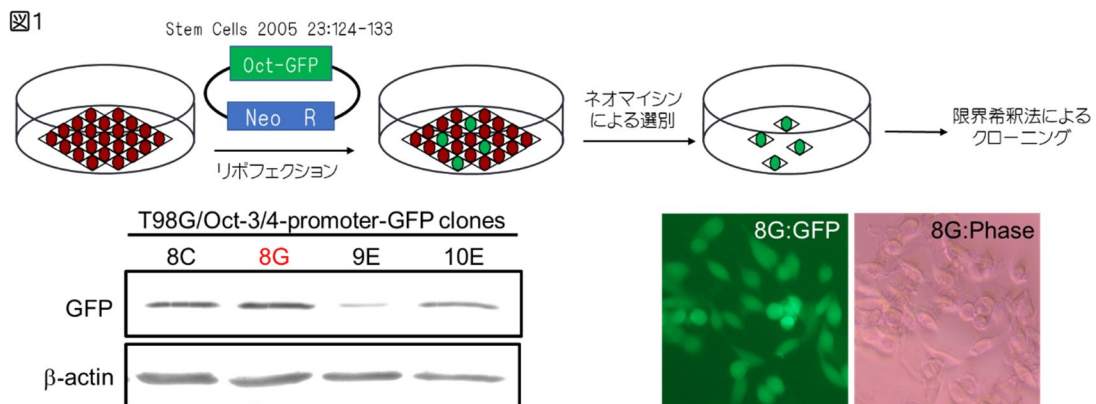 図1
Stem Cells 2005 23:124-133
Oct-GFP
Neo R
リポフェクション
ネオマイシン
による選別
限界希釈法による
クローニング
T98G/Oct-3/4-promoter-GFP clones
8C 8G 9E 10E
GFP
β-actin
8G:GFP
8G:Phase